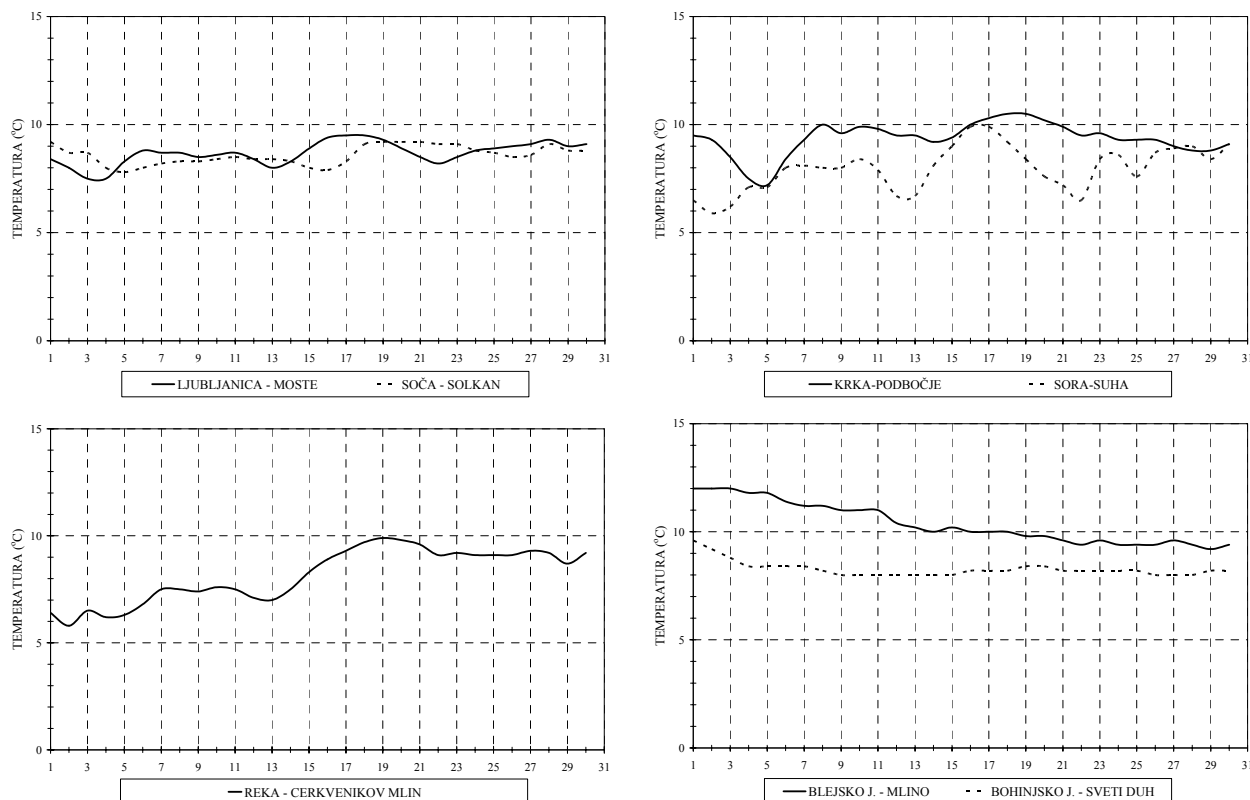 TEMPERATURA (°C)
15
10
5
0
1 3 5 7 9 11 13 15 17 19 21 23 25 27 29 31
LJUBLJANICA - MOSTE SOČA - SOLKAN
TEMPERATURA (°C)
15
10
5
0
1 3 5 7 9 11 13 15 17 19 21 23 25 27 29 31
KRKA-PODBOČJE SORA-SUHA
TEMPERATURA (°C)
15
10
5
0
1 3 5 7 9 11 13 15 17 19 21 23 25 27 29 31
REKA - CERKVENIKOV MLIN
TEMPERATURA (°C)
15
10
5
0
1 3 5 7 9 11 13 15 17 19 21 23 25 27 29 31
BLEJSKO J. - MLINO BOHINJSKO J. - SVETI DUH